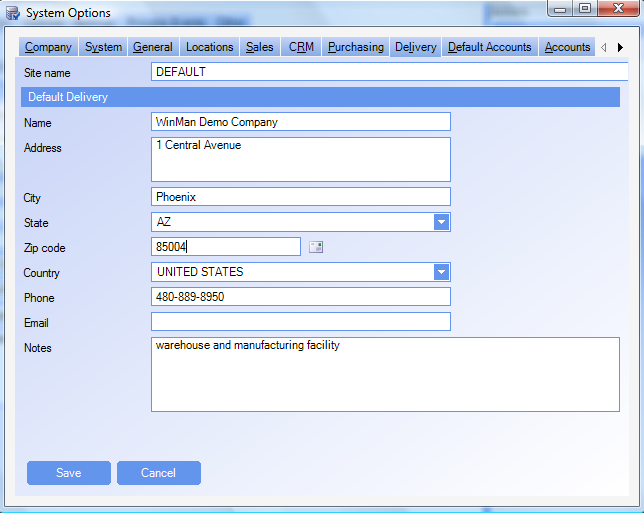 System Options
Company System General Locations Sales CRM Purchasing Delivery Default Accounts Accounts
Site name DEFAULT
Default Delivery
Name WinMan Demo Company
Address 1 Central Avenue
City Phoenix
State AZ
Zip code 85004
Country UNITED STATES
Phone 480-889-8950
Email
Notes warehouse and manufacturing facility
Save Cancel